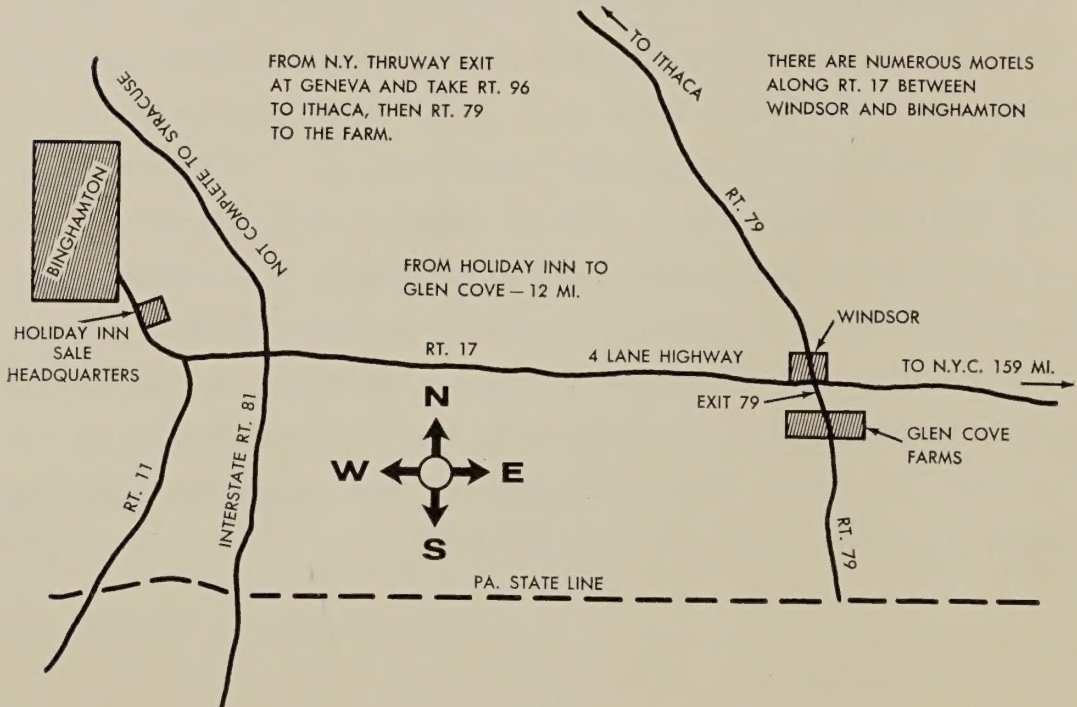 FROM N.Y. THRUWAY EXIT
AT GENEVA AND TAKE RT. 96
TO ITHACA, THEN RT. 79
TO THE FARM.
TO ITHACA
THERE ARE NUMEROUS MOTELS
ALONG RT. 17 BETWEEN
WINDSOR AND BINGHAMTON
NOT COMPLETE TO SYRACUSE
BINGHAMTON
RT. 79
FROM HOLIDAY INN TO
GLEN COVE — 12 MI.
HOLIDAY INN
SALE
HEADQUARTERS
WINDSOR
RT. 17
4 LANE HIGHWAY
TO N.Y.C. 159 MI.
EXIT 79
GLEN COVE
FARMS
N
W
E
S
RT. 11
INTERSTATE RT. 81
RT. 79
PA. STATE LINE